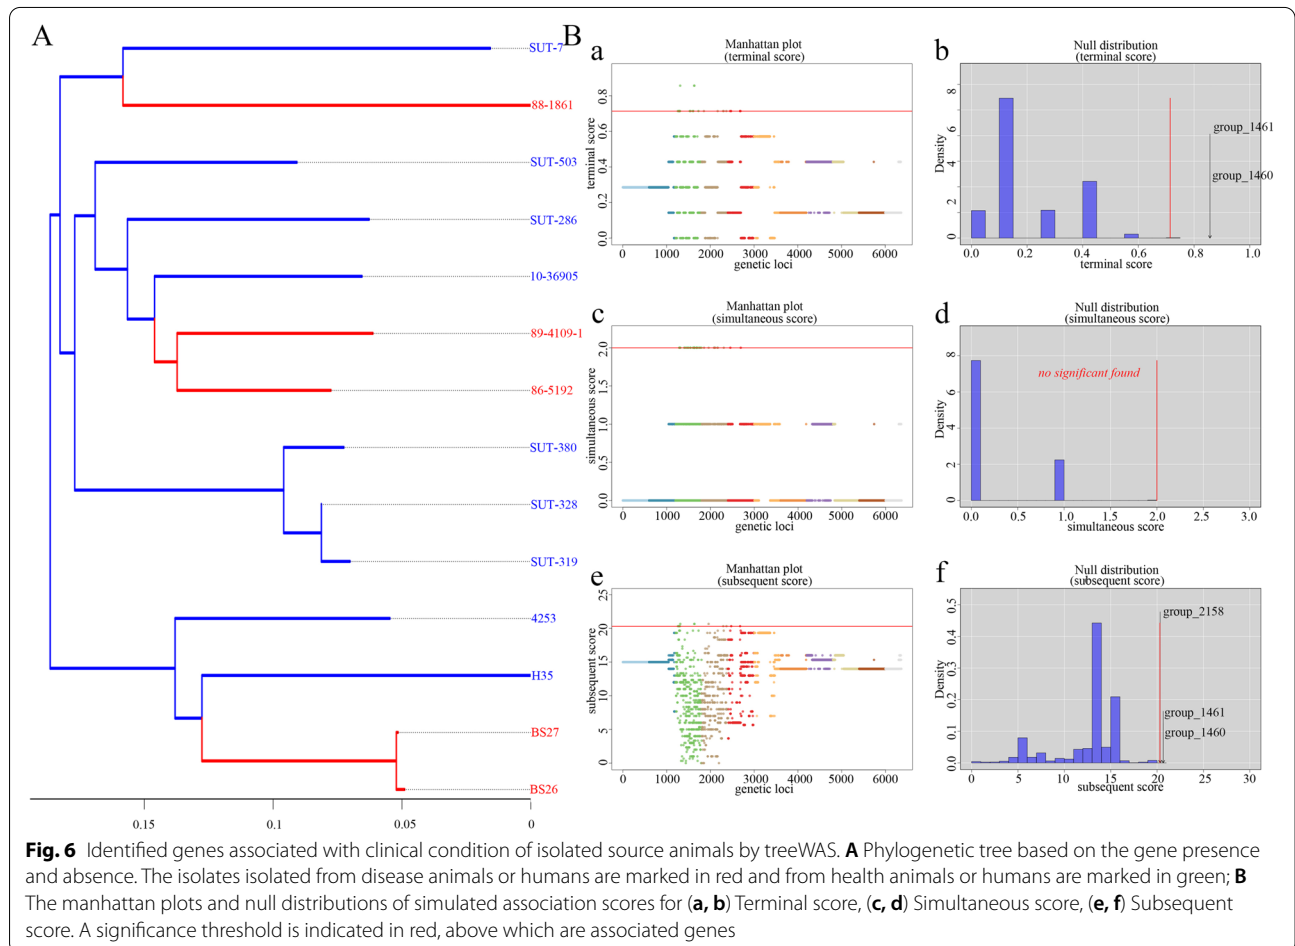 A
SUT-7
88-1861
SUT-503
SUT-286
10-36905
89-4109-1
86-5192
SUT-380
SUT-328
SUT-319
4253
H35
BS27
BS26
0.15
0.1
0.05
0
B
a
Manhattan plot
(terminal score)
terminal score
0.8
0.6
0.4
0.2
0.0
0
1000
2000
3000
4000
5000
6000
genetic loci
b
Null distribution
(terminal score)
Density
8
6
4
2
0
group_1461
group_1460
0.0
0.2
0.4
0.6
0.8
1.0
terminal score
c
Manhattan plot
(simultaneous score)
simultaneous score
2.0
1.5
1.0
0.5
0.0
0
1000
2000
3000
4000
5000
6000
genetic loci
d
Null distribution
(simultaneous score)
Density
8
6
4
2
0
no significant found
0.0
0.5
1.0
1.5
2.0
2.5
3.0
simultaneous score
e
Manhattan plot
(subsequent score)
subsequent score
25
20
15
10
5
0
0
1000
2000
3000
4000
5000
6000
genetic loci
f
Null distribution
(subsequent score)
Density
0.5
0.4
0.3
0.2
0.1
0.0
group_2158
group_1461
group_1460
0
5
10
15
20
25
30
subsequent score
Fig. 6 Identified genes associated with clinical condition of isolated source animals by treeWAS. A Phylogenetic tree based on the gene presence
and absence. The isolates isolated from disease animals or humans are marked in red and from health animals or humans are marked in green; B
The manhattan plots and null distributions of simulated association scores for (a, b) Terminal score, (c, d) Simultaneous score, (e, f) Subsequent
score. A significance threshold is indicated in red, above which are associated genes